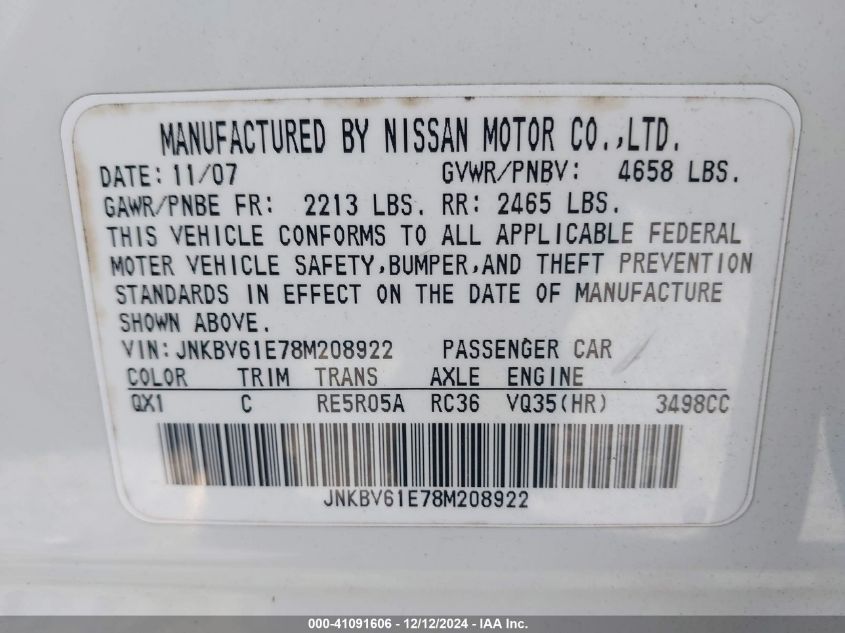 MANUFACTURED BY NISSAN MOTOR CO.,LTD.
DATE: 11/07 GVWR/PNBV: 4658 LBS.
GAWR/PNBE FR: 2213 LBS. RR: 2465 LBS.
THIS VEHICLE CONFORMS TO ALL APPLICABLE FEDERAL
MOTER VEHICLE SAFETY,BUMPER,AND THEFT PREVENTION
STANDARDS IN EFFECT ON THE DATE OF MANUFACTURE
SHOWN ABOVE.
VIN:JNKBV61E78M208922 PASSENGER CAR
COLOR TRIM TRANS AXLE ENGINE
QX1 C RE5R05A RC36 VQ35(HR) 3498CC
JNKBV61E78M208922
000-41091606 - 12/12/2024 - IAA Inc.